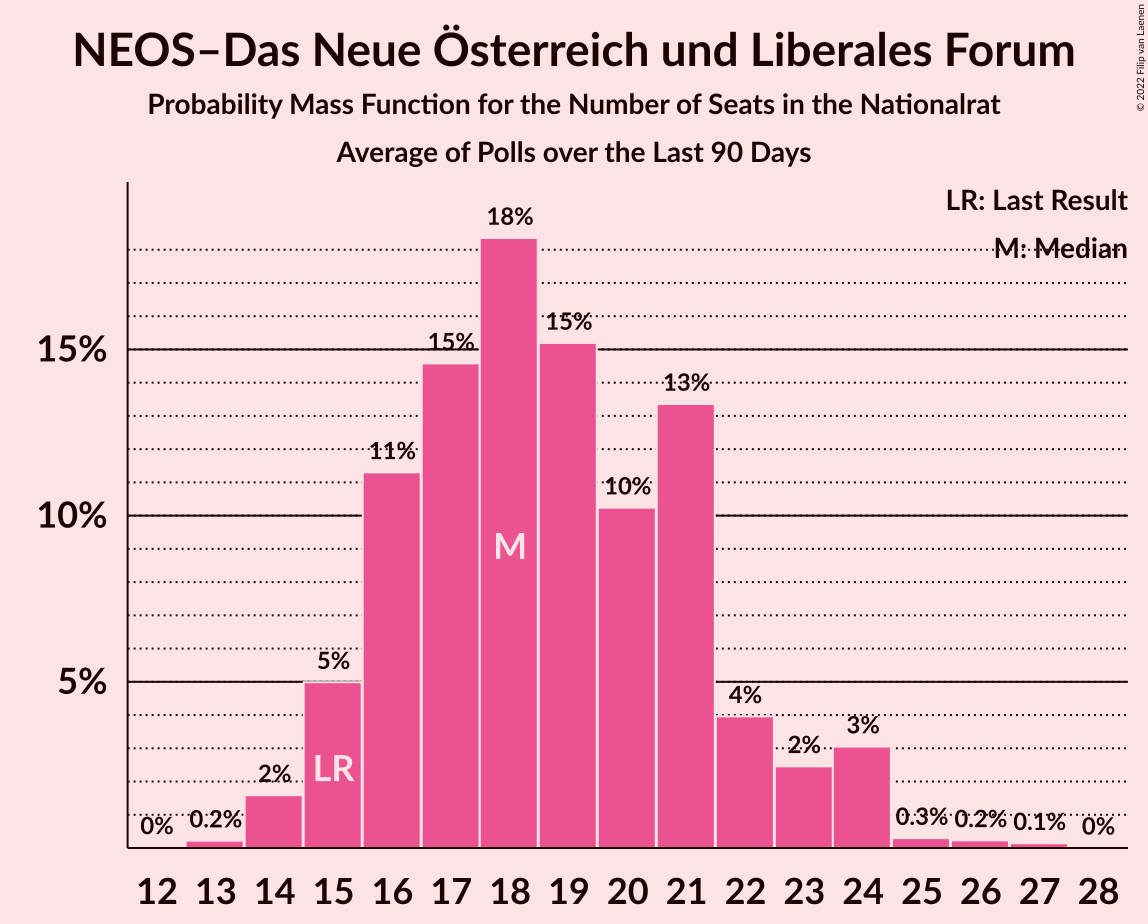 NEOS–Das Neue Österreich und Liberales Forum
Probability Mass Function for the Number of Seats in the Nationalrat
Average of Polls over the Last 90 Days
© 2022 Filip van Laenen
LR: Last Result
M: Median
15%
10%
5%
0%
0.2%
2%
5%
11%
15%
18%
15%
10%
13%
4%
2%
3%
0.3%
0.2%
0.1%
0%
LR
M
12 13 14 15 16 17 18 19 20 21 22 23 24 25 26 27 28